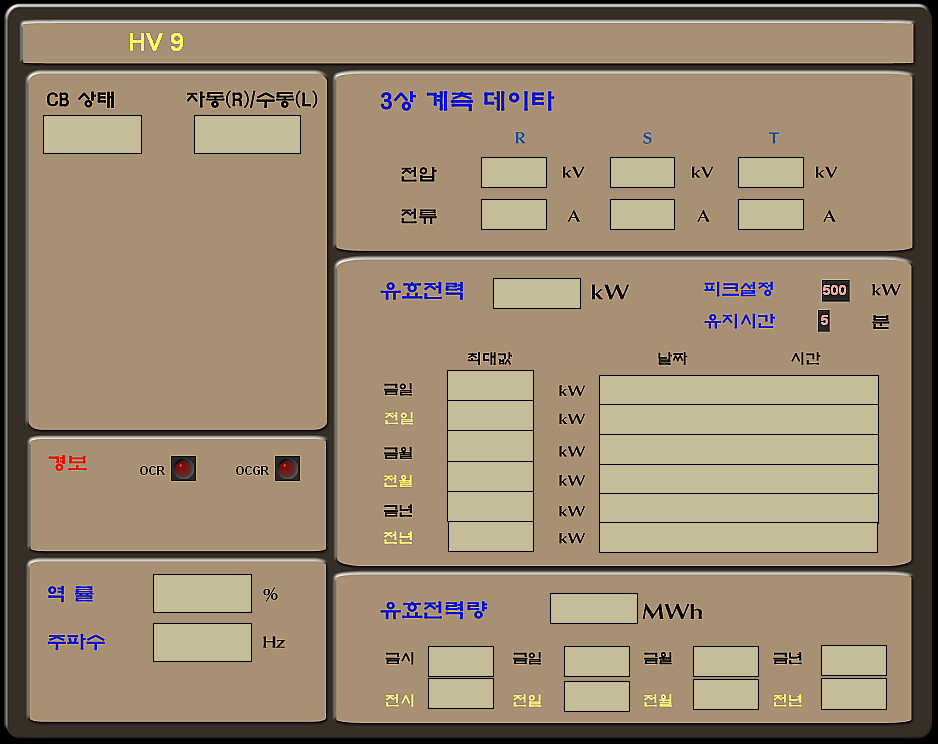 HV 9
CB 상태 자동(R)/수동(L)
3상 계측 데이타
R S T
전압 kV kV kV
전류 A A A
유효전력 kW 피크설정 500 kW
유지시간 5 분
최대값 날짜 시간
금일 kW
전일 kW
금월 kW
전월 kW
금년 kW
전년 kW
경보 OCR OCGR
역 률 %
주파수 Hz
유효전력량 MWh
금시 금일 금월 금년
전시 전일 전월 전년